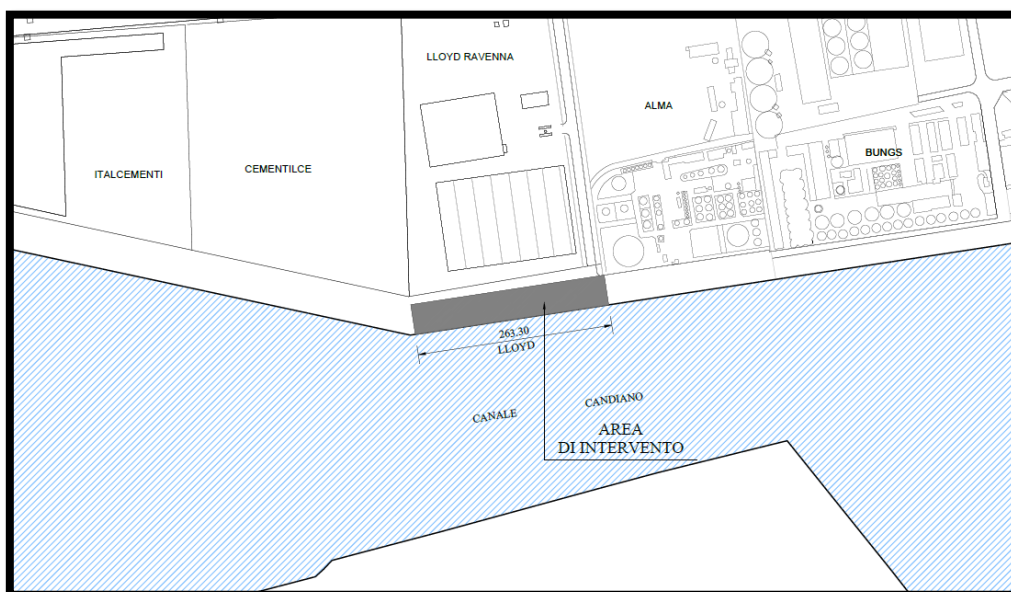 LLOYD RAVENNA
ALMA
BUNGS
ITALCEMENTI
CEMENTILCE
263.30
LLOYD
CANALE
CANDIANO
AREA
DI INTERVENTO